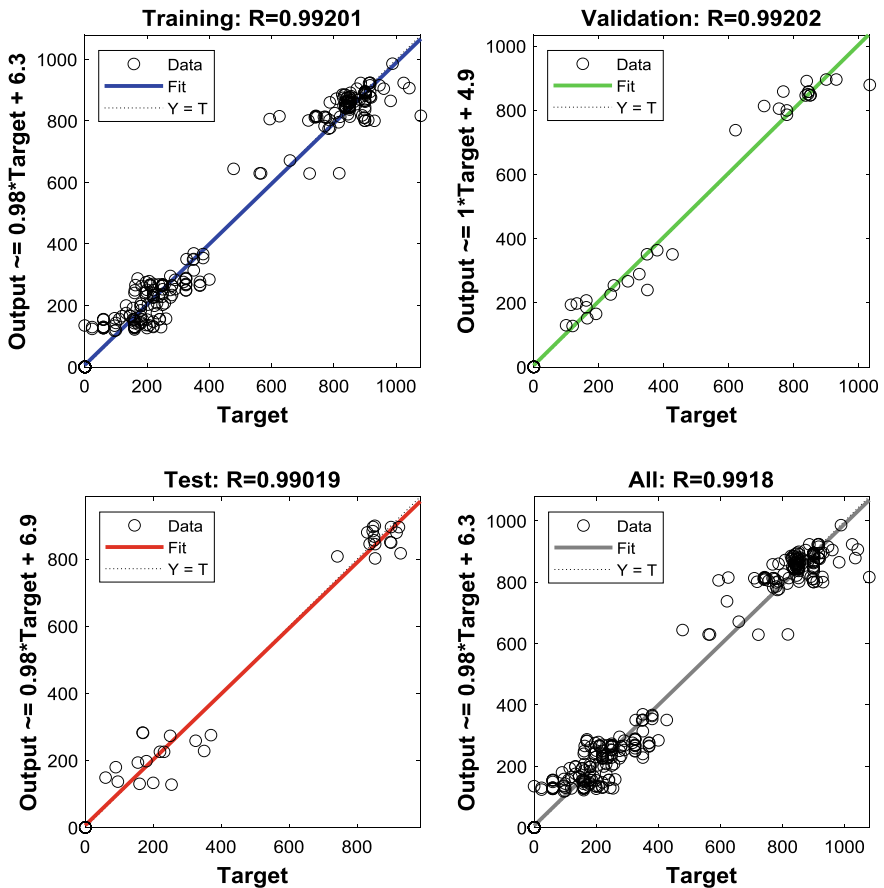 Training: R=0.99201
Output ~= 0.98*Target + 6.3
1000
800
600
400
200
0
Data
Fit
Y = T
0 200 400 600 800 1000
Target
Validation: R=0.99202
Output ~= 1*Target + 4.9
1000
800
600
400
200
0
Data
Fit
Y = T
0 200 400 600 800 1000
Target
Test: R=0.99019
Output ~= 0.98*Target + 6.9
800
600
400
200
0
Data
Fit
Y = T
0 200 400 600 800
Target
All: R=0.9918
Output ~= 0.98*Target + 6.3
1000
800
600
400
200
0
Data
Fit
Y = T
0 200 400 600 800 1000
Target